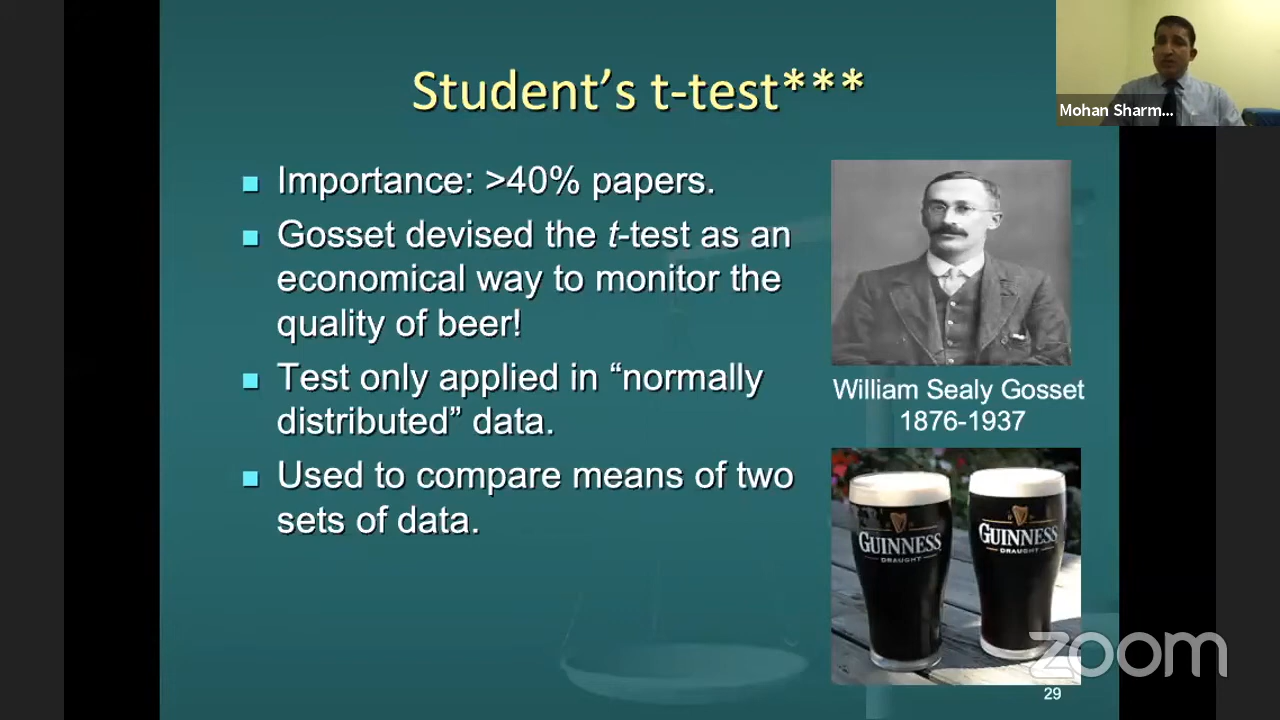 Student's t-test***
Mohan Sharm...
Importance: >40% papers.
Gosset devised the t-test as an
economical way to monitor the
quality of beer!
Test only applied in “normally
distributed” data.
Used to compare means of two
sets of data.
William Sealy Gosset
1876-1937
GUINNESS
DRAUGHT
GUINNESS
DRAUGHT
zoom
29